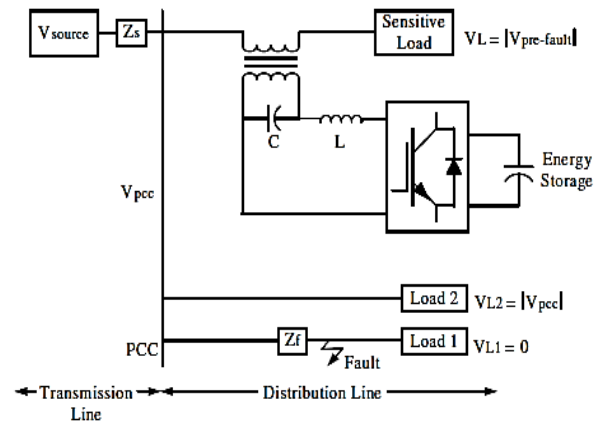 Vsource
Zs
Sensitive
Load
VL = |Vpre-fault|
C
L
Energy
Storage
Vpcc
Load 2
VL2 = |Vpcc|
PCC
Zf
Fault
Load 1
VL1 = 0
Transmission
Line
Distribution Line